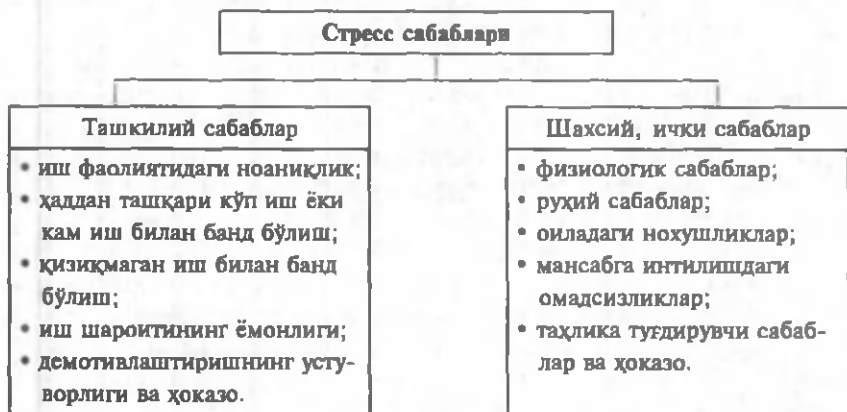 Стресс сабаблари
Ташкилий сабаблар
• иш фаолиятидаги ноаниқлик;
• ҳаддан ташқари кўп иш ёки
кам иш билан банд бўлиш;
• қизиқмаган иш билан банд
бўлиш;
• иш шароитининг ёмонлиги;
• демотивлаштиришнинг усту-
ворлиги ва ҳоказо.
Шахсий, ички сабаблар
• физиологик сабаблар;
• руҳий сабаблар;
• оиладаги нохушликлар;
• мансабга интилишдаги
омадсизликлар;
• таҳлика туғдирувчи сабаб-
лар ва ҳоказо.